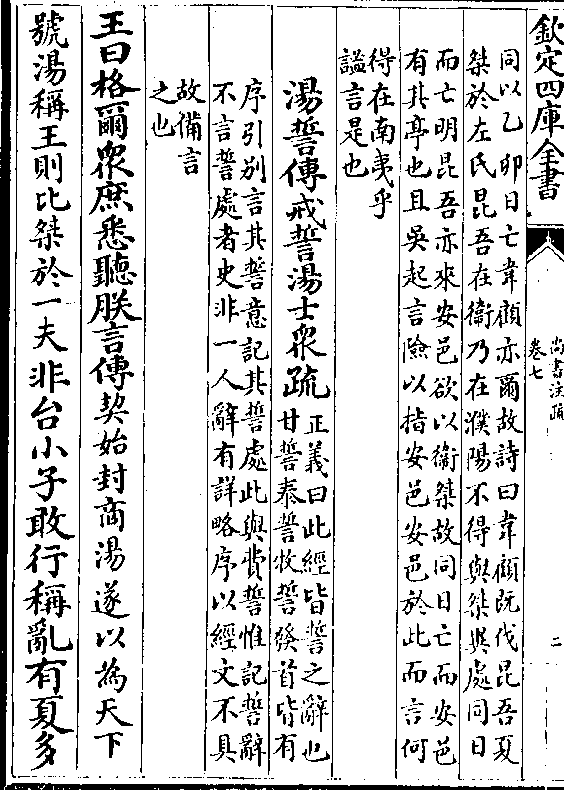 欽定四庫全書
尚書注疏
卷七
二
同以乙卯日亡韋顧亦爾故詩曰韋顧既伐昆吾夏
桀於左氏昆吾在衛乃在濮陽不得與桀異處同日
而亡明昆吾亦來安邑欲以衛桀故同日亡而安邑
有其亭也且吳起言險以指安邑安邑於此而言何
得在南夷乎
謚言是也
湯誓傳戒誓湯士衆疏
正義曰此經皆誓之辭也
甘誓泰誓牧誓發首皆有
序引别言其誓意記其誓處此與費誓惟記誓辭
不言誓處者史非一人辭有詳略序以經文不具
故備言
之也
王曰格爾衆庶悉聽朕言傳契始封商湯遂以為天下
號湯稱王則比桀於一夫非台小子敢行稱亂有夏多